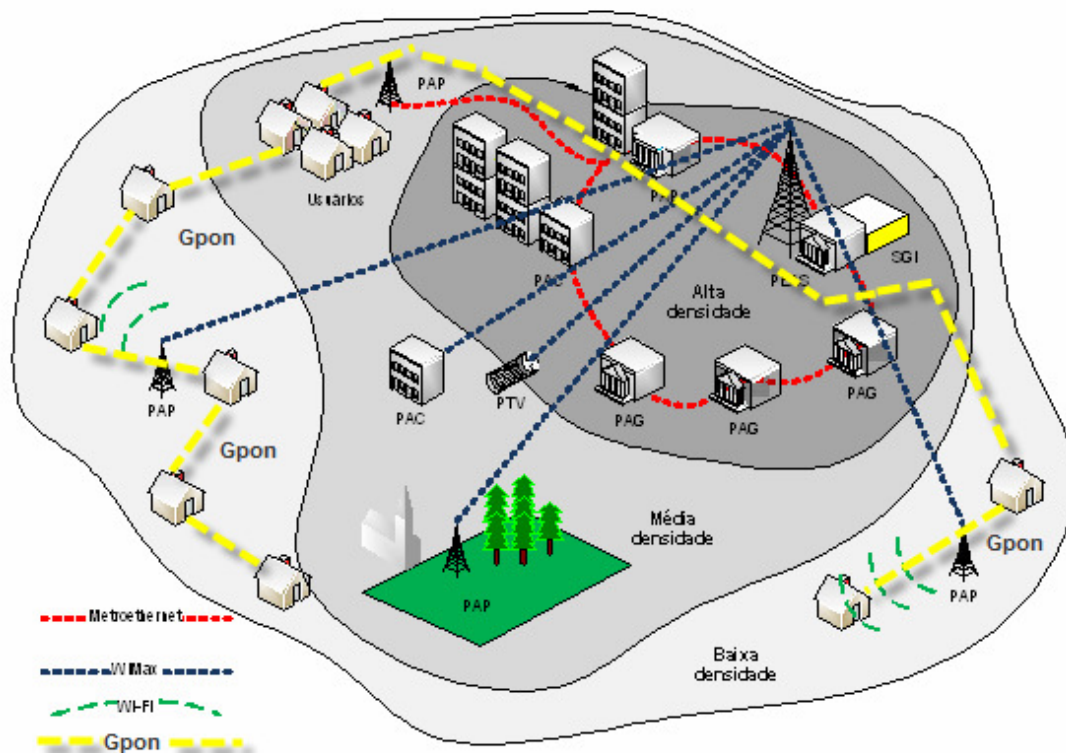 PAP
Usuários
Gpon
PAP
SGI
Alta
densidade
PAP
PAC
PTV
PAG
PAG
PAG
Gpon
Média
densidade
Gpon
PAP
PAP
Baixa
densidade
Metroethernet
WiMax
Wi-Fi
Gpon